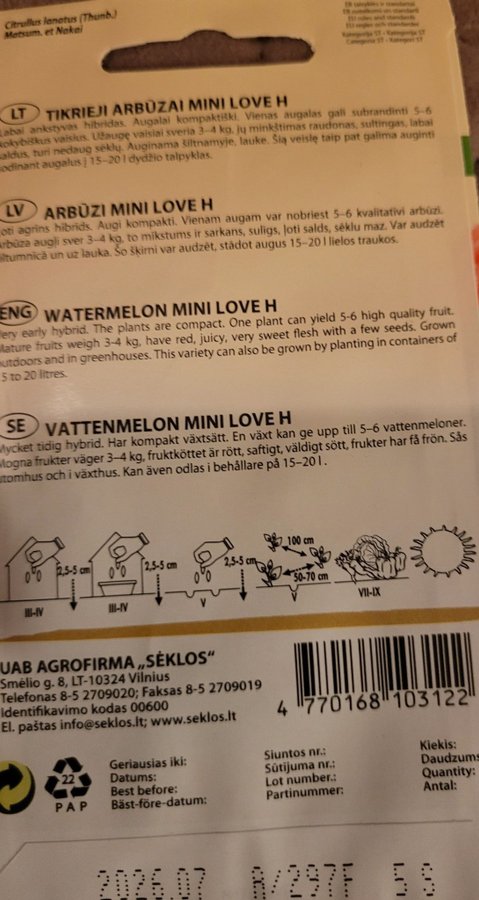 Citrullus lanatus (Thunb.)
Matsum. et Nakai
EU rules and standards
Kategorija ST - Kategorija ST
Categoria ST - Kategori ST
LT TIKRIEJI ARBŪZAI MINI LOVE H
Labai ankstyvas hibridas. Augalai kompaktiški. Vienas augalas gali subrandinti 5–6
kokybiškus vaisius. Užaugę vaisiai sveria 3–4 kg, jų minkštimas raudonas, sultingas, labai
saldus, turi nedaug sėklų. Auginama šiltnamyje, lauke. Šią veislę taip pat galima auginti
sodinant augalus į 15–20 l dydžio talpyklas.
LV ARBŪZI MINI LOVE H
Ļoti agrīns hibrīds. Augi kompakti. Vienam augam var nobriest 5–6 kvalitatīvi arbūzi.
Arbūza augļi sver 3–4 kg, to mīkstums ir sarkans, sulīgs, ļoti salds, sēklu maz. Var audzēt
siltumnīcā un uz lauka. Šo šķirni var audzēt, stādot augus 15–20 l lielos traukos.
ENG WATERMELON MINI LOVE H
Very early hybrid. The plants are compact. One plant can yield 5-6 high quality fruit.
Mature fruits weigh 3-4 kg, have red, juicy, very sweet flesh with a few seeds. Grown
outdoors and in greenhouses. This variety can also be grown by planting in containers of
15 to 20 litres.
SE VATTENMELON MINI LOVE H
Mycket tidig hybrid. Har kompakt växtsätt. En växt kan ge upp till 5–6 vattenmeloner.
Mogna frukter väger 3–4 kg, fruktköttet är rött, saftigt, väldigt sött, frukter har få frön. Sås
utomhus och i växthus. Kan även odlas i behållare på 15–20 l.
2,5-5 cm 2,5-5 cm 2,5-5 cm 100 cm
50-70 cm
III-IV III-IV V V VII-IX
UAB AGROFIRMA „SĖKLOS“
Smėlio g. 8, LT-10324 Vilnius
Telefonas 8-5 2709020; Faksas 8-5 2709019
Identifikavimo kodas 00600
El. paštas info@seklos.lt; www.seklos.lt
4 770168 103122
22
PAP
Geriausias iki:
Datums:
Best before:
Bäst-före-datum:
Siuntos nr.:
Sūtījuma nr.:
Lot number.:
Partinummer:
Kiekis:
Daudzums
Quantity:
Antal:
2026.07 A/297F 5 S